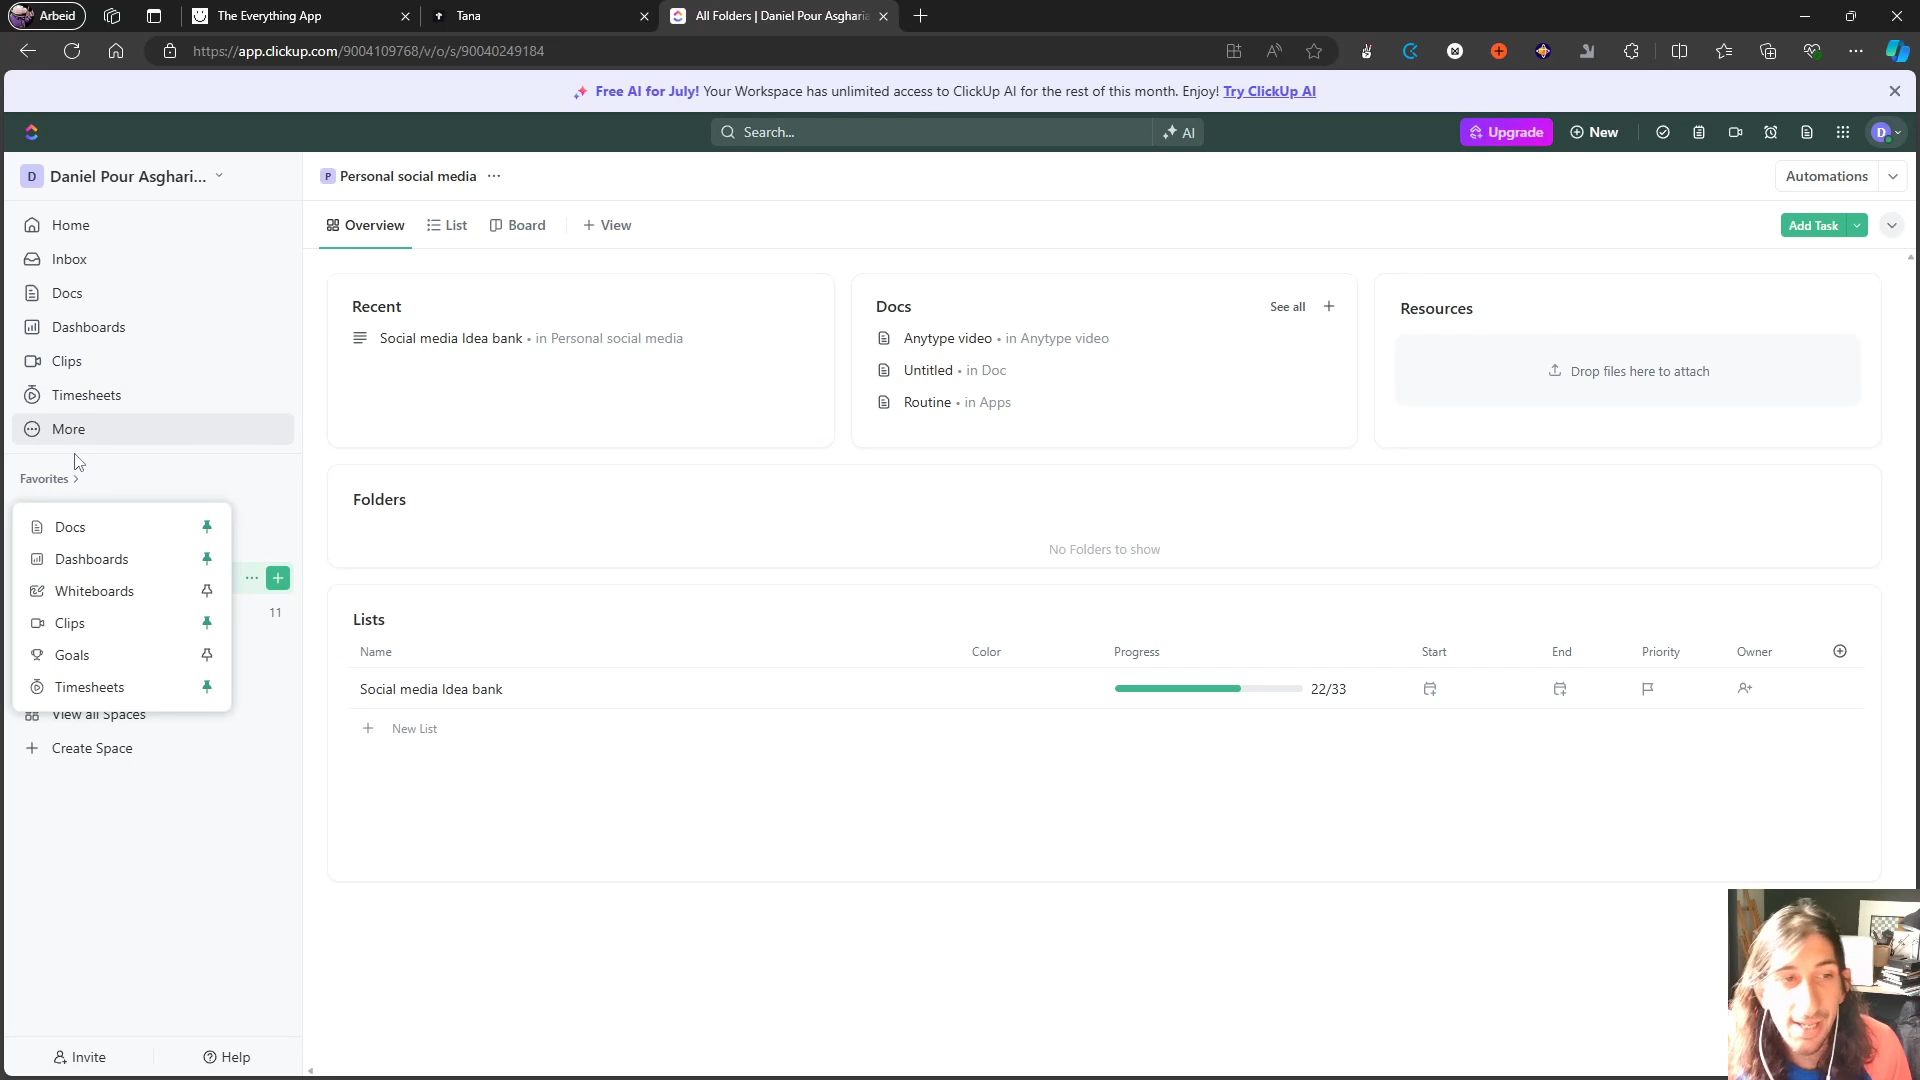 Arbeid
The Everything App
Tana
All Folders | Daniel Pour Asgharia
https://app.clickup.com/9004109768/v/o/s/90040249184
Free AI for July! Your Workspace has unlimited access to ClickUp AI for the rest of this month. Enjoy! Try ClickUp AI
Search...
AI
Upgrade
New
D
D Daniel Pour Asghari...
P Personal social media
Automations
Home
Inbox
Docs
Dashboards
Clips
Timesheets
More
Favorites
Docs
Dashboards
Whiteboards
Clips
Goals
Timesheets
11
View all Spaces
Create Space
Invite
Help
Overview
List
Board
View
Add Task
Recent
Social media Idea bank • in Personal social media
Docs
See all
Anytype video • in Anytype video
Untitled • in Doc
Routine • in Apps
Resources
Drop files here to attach
Folders
No Folders to show
Lists
Name Color Progress Start End Priority Owner
Social media Idea bank 22/33
New List